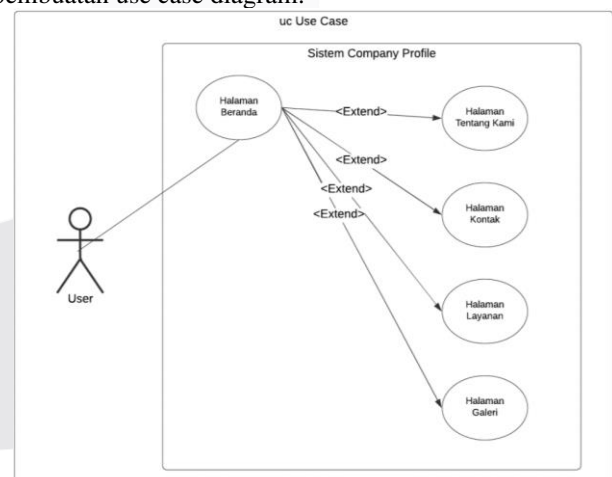 pembuatan use case diagram.
uc Use Case
Sistem Company Profile
Halaman
Beranda
<Extend>
Halaman
Tentang Kami
<Extend>
Halaman
Kontak
<Extend>
<Extend>
User
Halaman
Layanan
Halaman
Galeri